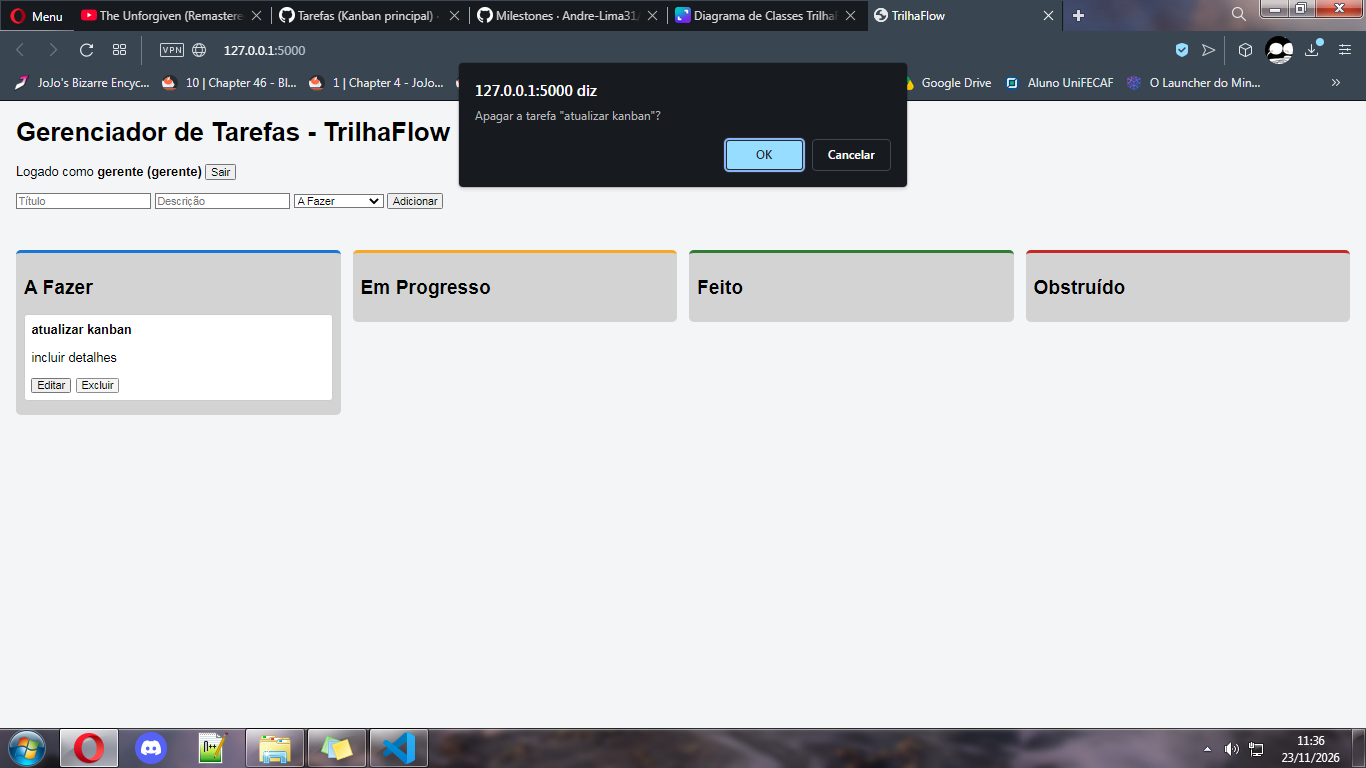 Menu
The Unforgiven (Remastere
Tarefas (Kanban principal) ·
Milestones · Andre-Lima31/
Diagrama de Classes Trilha
TrilhaFlow
VPN
127.0.0.1:5000
JoJo's Bizarre Encyc...
10 | Chapter 46 - Bl...
1 | Chapter 4 - JoJo...
Google Drive
Aluno UniFECAF
O Launcher do Min...
»
127.0.0.1:5000 diz
Apagar a tarefa "atualizar kanban"?
OK
Cancelar
Gerenciador de Tarefas - TrilhaFlow
Logado como gerente (gerente) Sair
Título
Descrição
A Fazer
Adicionar
A Fazer
atualizar kanban
incluir detalhes
Editar
Excluir
Em Progresso
Feito
Obstruído
11:36
23/11/2026